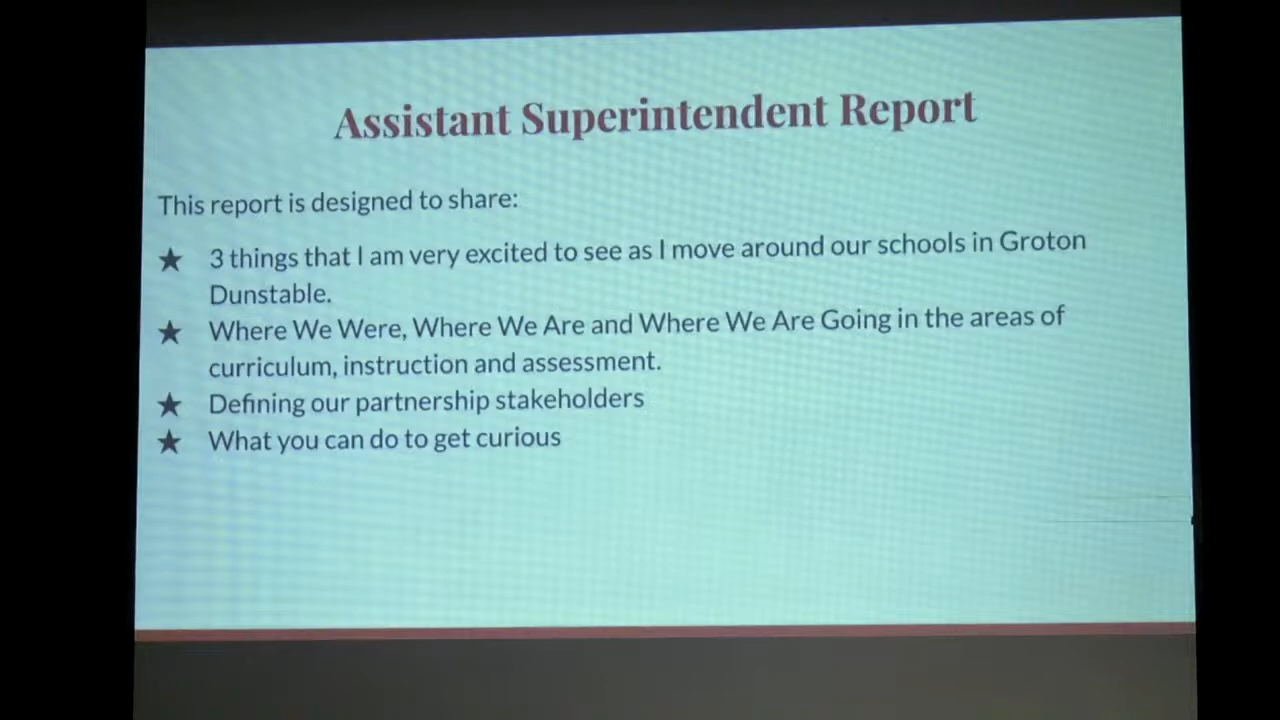 Assistant Superintendent Report
This report is designed to share:
★ 3 things that I am very excited to see as I move around our schools in Groton
Dunstable.
★ Where We Were, Where We Are and Where We Are Going in the areas of
curriculum, instruction and assessment.
★ Defining our partnership stakeholders
★ What you can do to get curious